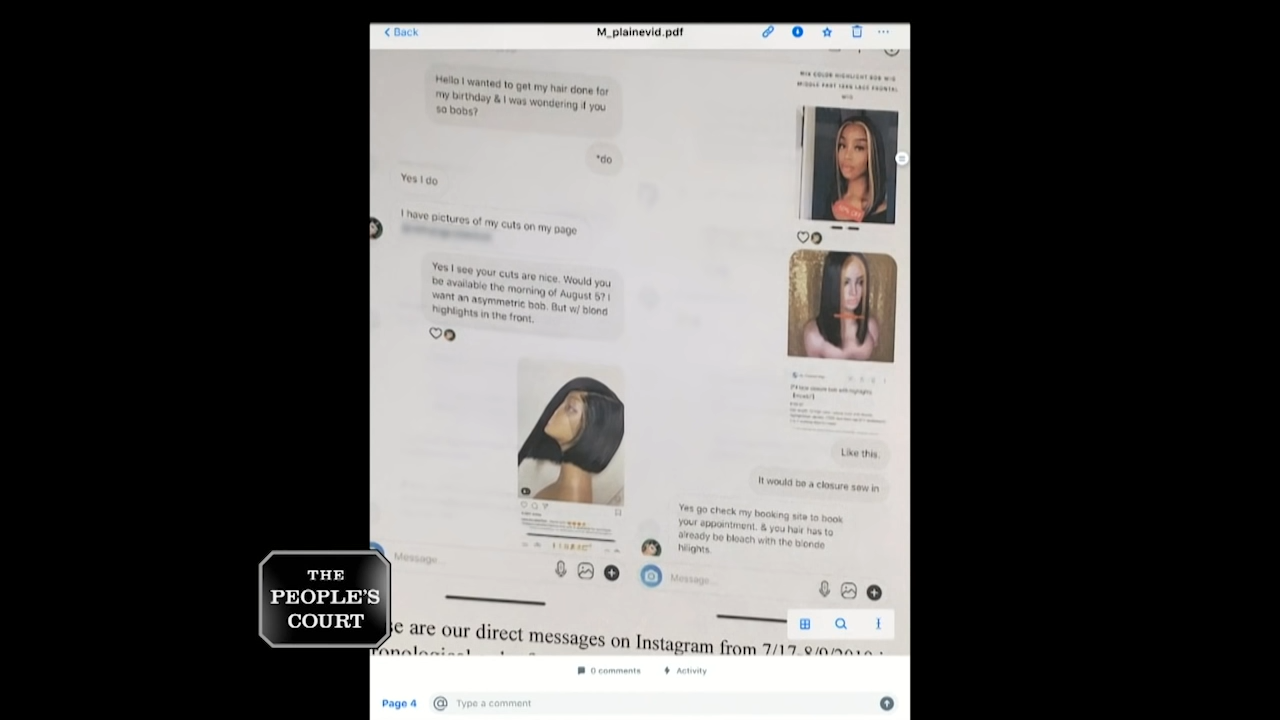 Back
M_plainevid.pdf
Hello I wanted to get my hair done for
my birthday & I was wondering if you
so bobs?
*do
Yes I do
I have pictures of my cuts on my page
Yes I see your cuts are nice. Would you
be available the morning of August 5? I
want an asymmetric bob. But w/ blond
highlights in the front.
Message...
MIX COLOR HIGHLIGHT BOB WIG
MIDDLE PART LACE FRONTAL
WIG
Like this.
It would be a closure sew in
Yes go check my booking site to book
your appointment. & you hair has to
already be bleach with the blonde
hilights.
Message...
se are our direct messages on Instagram from 7/17-8/9/2019
THE
PEOPLE'S
COURT
0 comments
Activity
Page 4
Type a comment